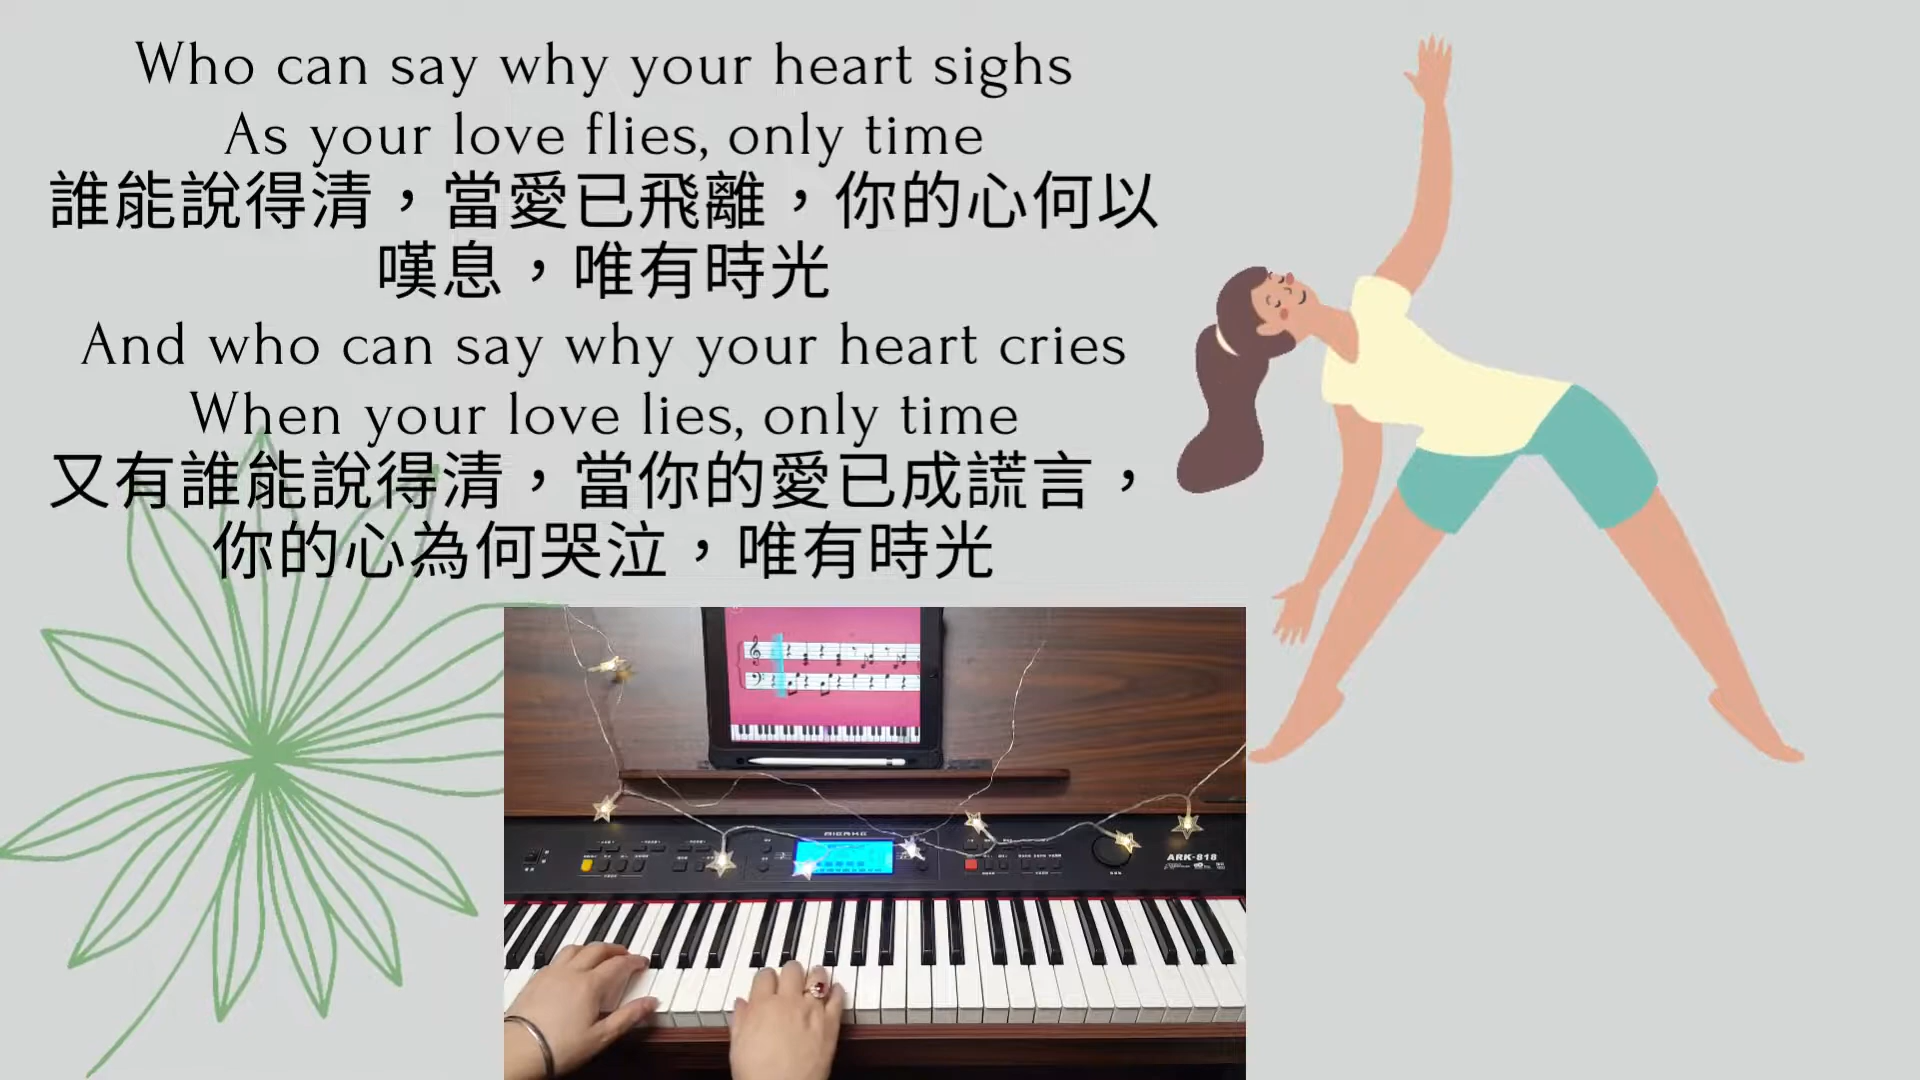 Who can say why your heart sighs
As your love flies, only time
誰能說得清，當愛已飛離，你的心何以
嘆息，唯有時光
And who can say why your heart cries
When your love lies, only time
又有誰能說得清，當你的愛已成謊言，
你的心為何哭泣，唯有時光
ARK-818